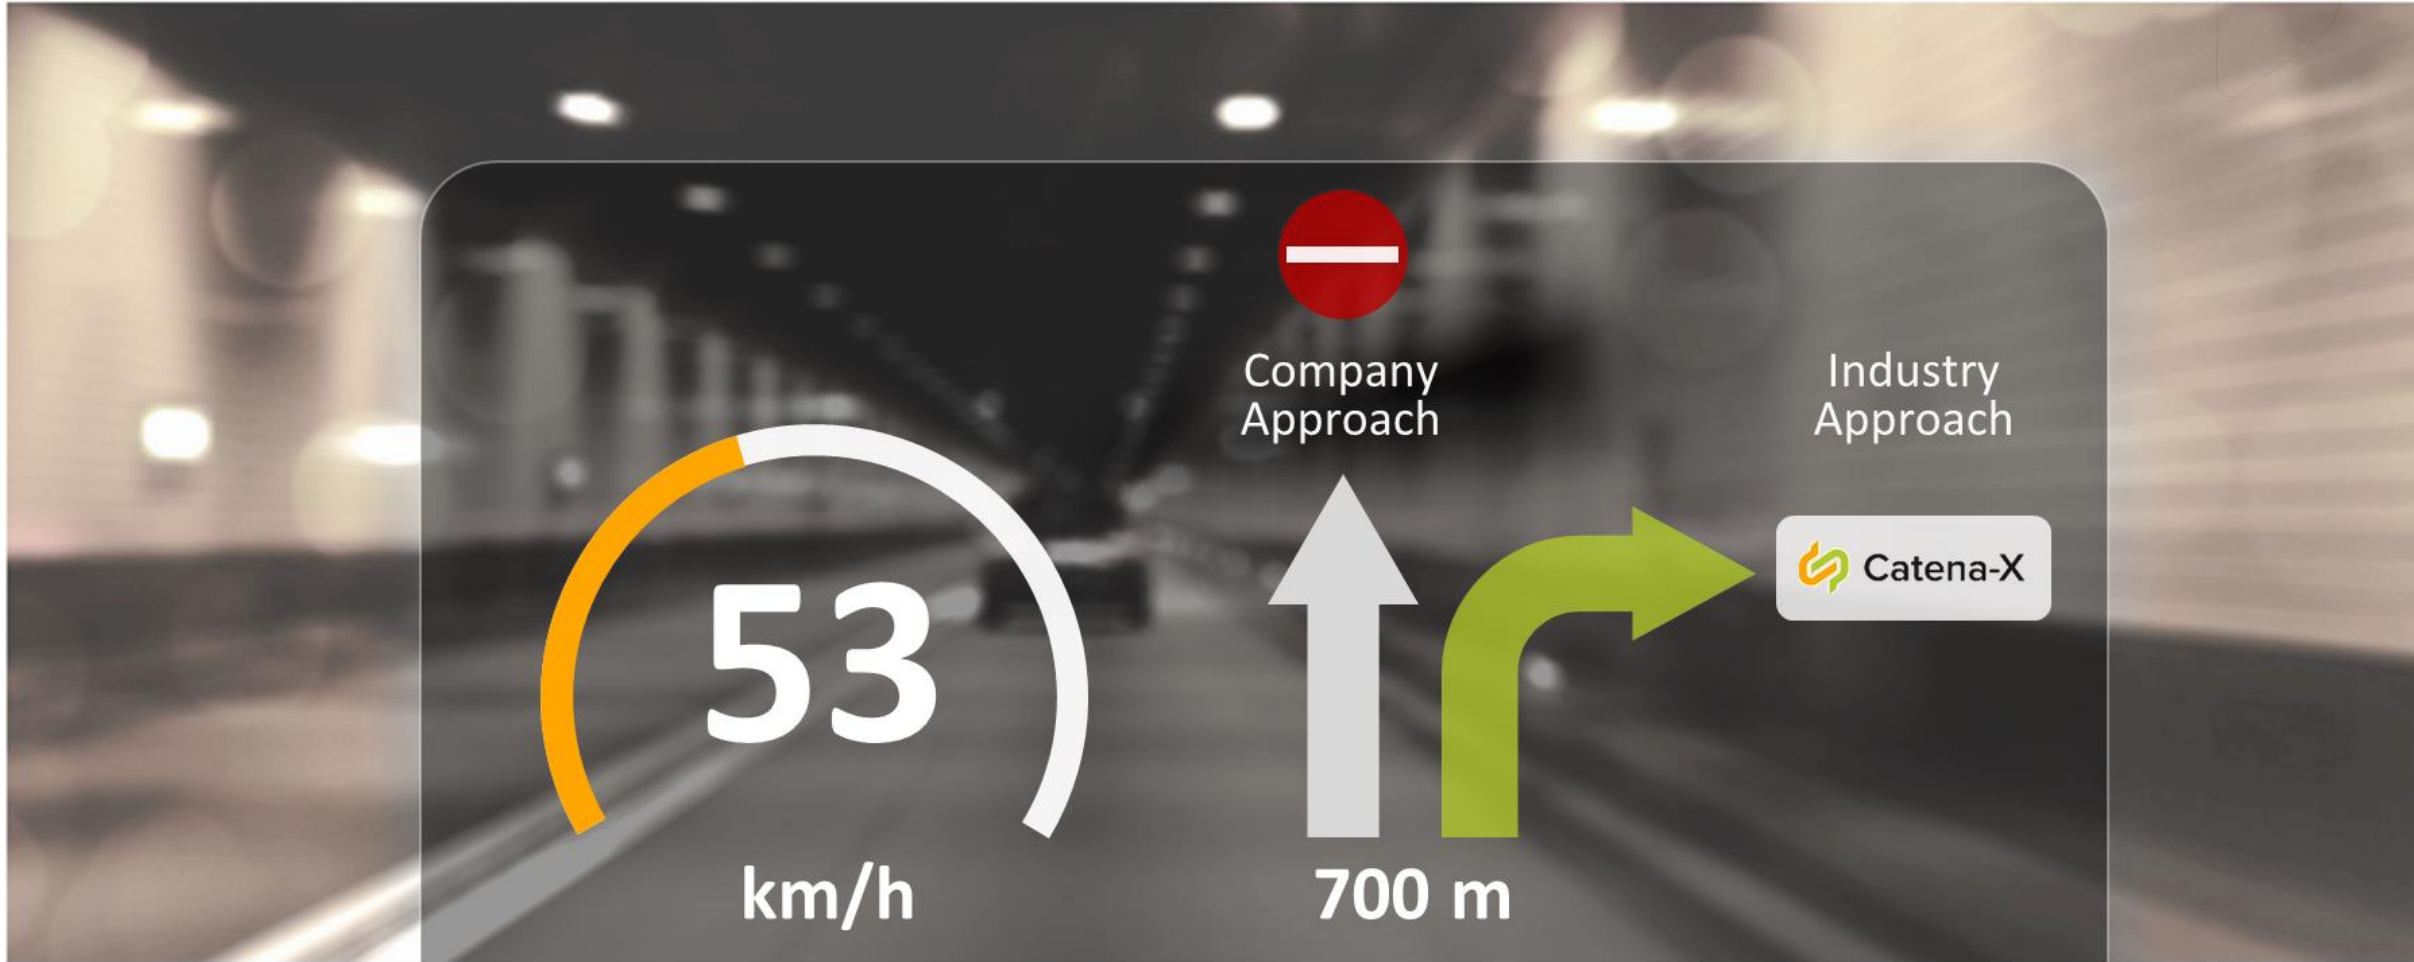 Company
Approach
Industry
Approach
Catena-X
53
km/h
700 m